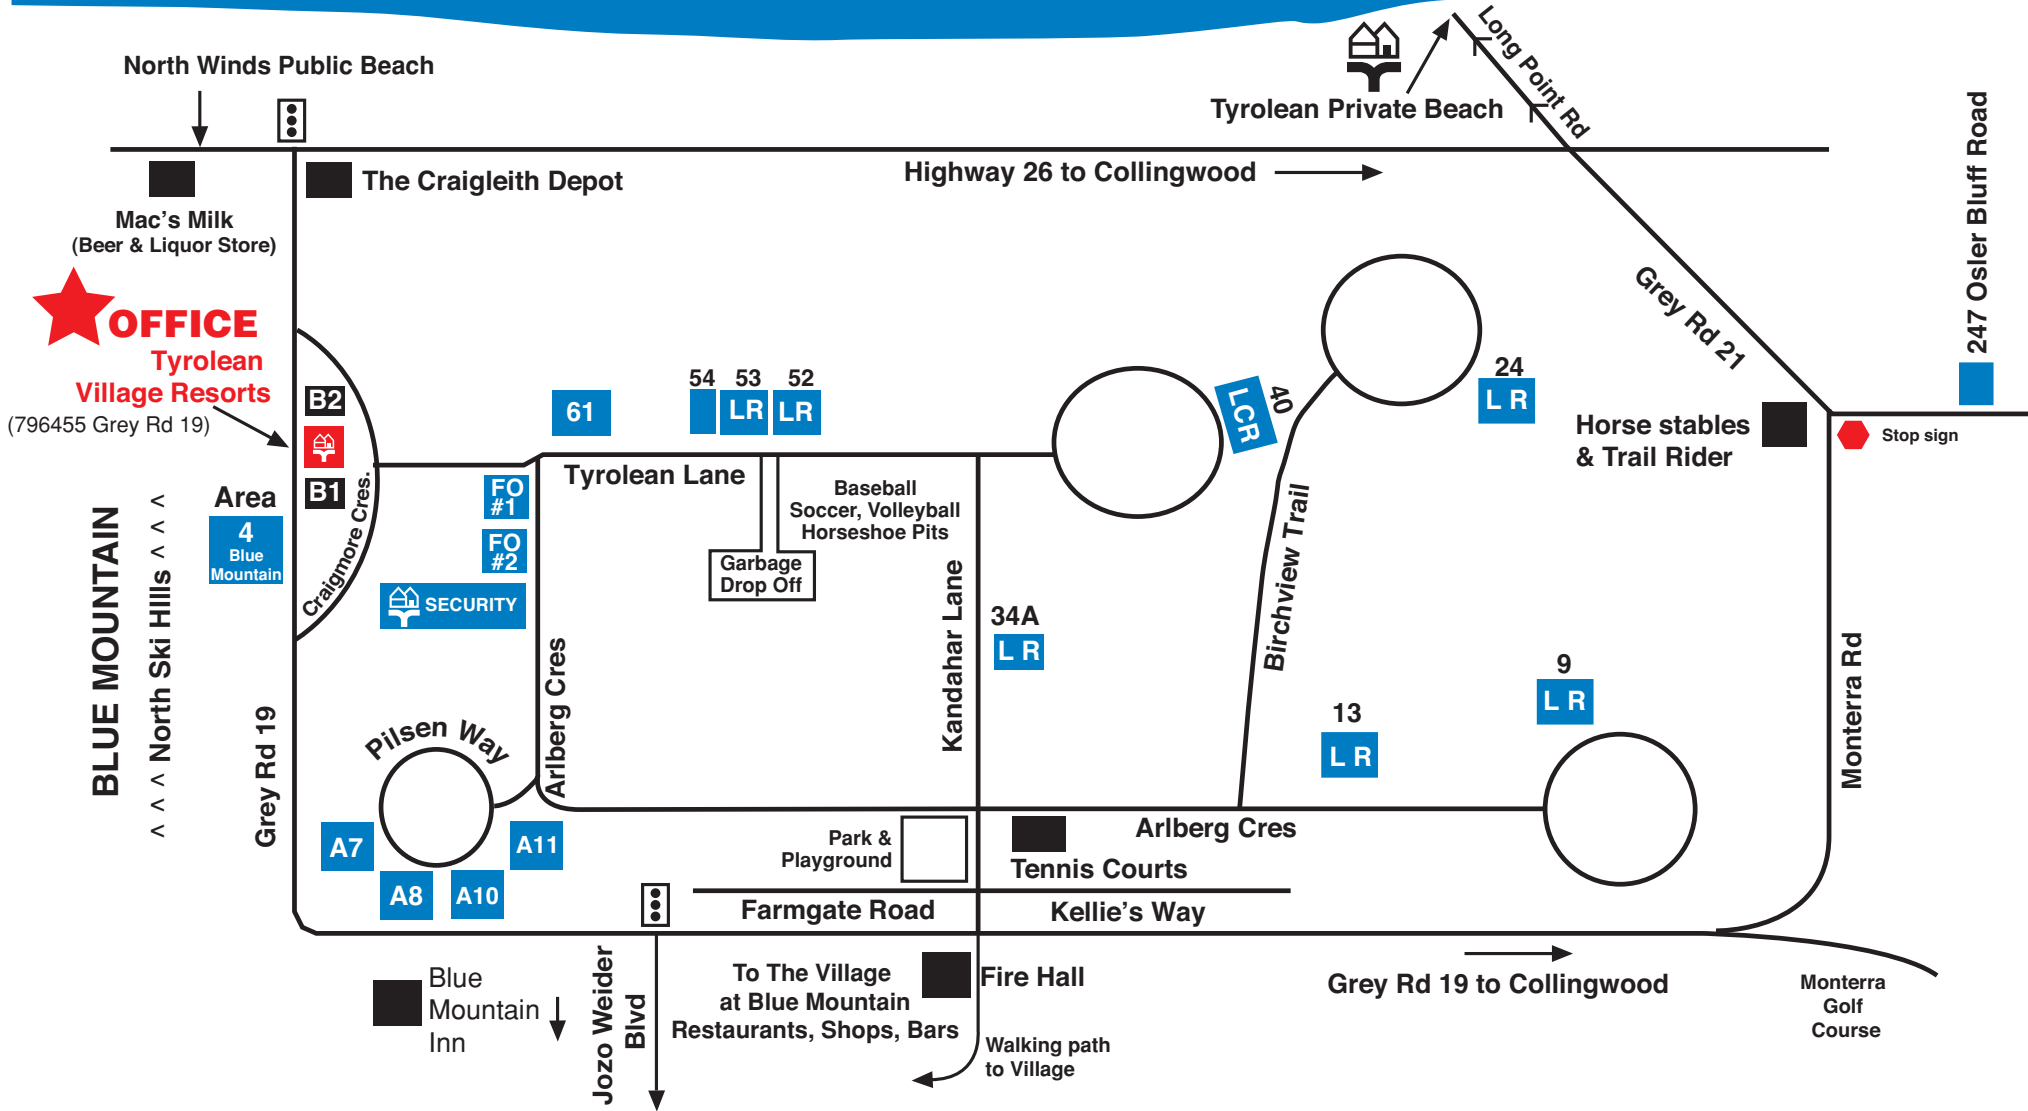 North Winds Public Beach
Tyrolean Private Beach
Long Point Rd
The Craigleith Depot
Highway 26 to Collingwood
Mac's Milk
(Beer & Liquor Store)
OFFICE
Tyrolean
Village Resorts
(796455 Grey Rd 19)
B2
B1
Craigmore Cres.
Area
4
Blue
Mountain
BLUE MOUNTAIN
< < < < North Ski HIlls < < < <
Grey Rd 19
61
54
53
LR
52
LR
Tyrolean Lane
FO
#1
FO
#2
SECURITY
Garbage
Drop Off
Baseball
Soccer, Volleyball
Horseshoe Pits
Kandahar Lane
34A
L R
LCR
40
Birchview Trail
24
L R
Grey Rd 21
247 Osler Bluff Road
Horse stables
& Trail Rider
Stop sign
Monterra Rd
9
L R
13
L R
Arlberg Cres
Pilsen Way
A7
A8
A10
A11
Park &
Playground
Tennis Courts
Arlberg Cres
Farmgate Road
Kellie's Way
Blue
Mountain
Inn
Jozo Weider
Blvd
To The Village
at Blue Mountain
Restaurants, Shops, Bars
Fire Hall
Walking path
to Village
Grey Rd 19 to Collingwood
Monterra
Golf
Course